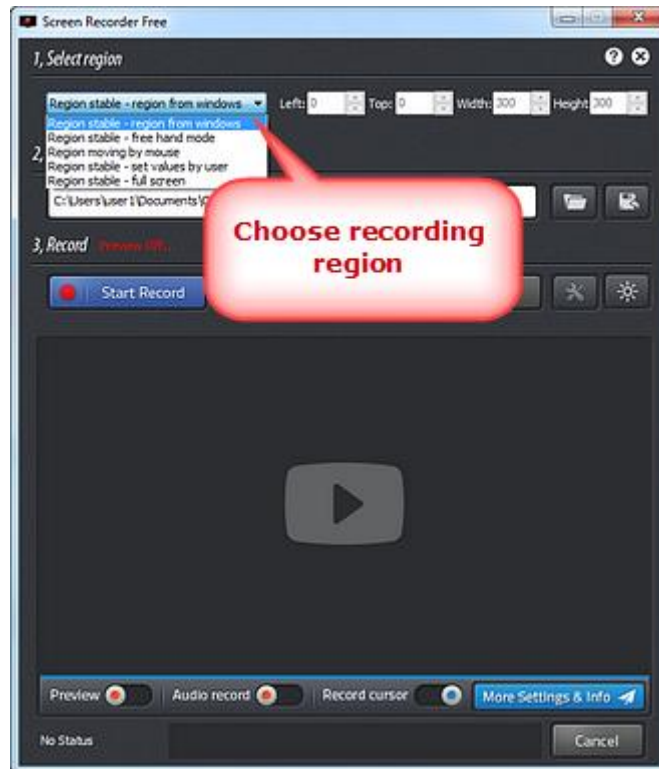 Screen Recorder Free
1, Select region
Region stable - region from windows Left: 0 Top: 0 Width: 300 Height 300
Region stable - region from windows
Region stable - free hand mode
2,
Region moving by mouse
Region stable - set values by user
Region stable - full screen
C:\Users\user1\Documents\
Choose recording
region
3, Record Preview Off...
Start Record
Preview Audio record Record cursor More Settings & Info
No Status Cancel